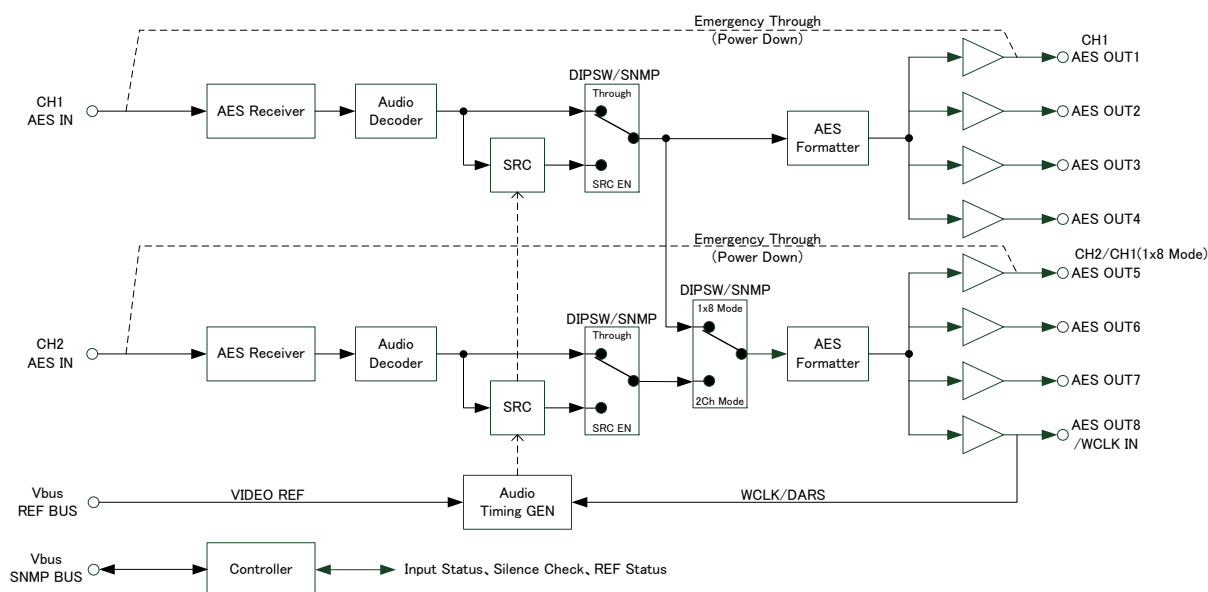 Emergency Through
(Power Down)
CH1
AES OUT1
CH1
AES IN
AES Receiver
Audio
Decoder
DIPSW/SNMP
Through
SRC
SRC EN
AES
Formatter
AES OUT2
AES OUT3
AES OUT4
Emergency Through
(Power Down)
CH2/CH1(1x8 Mode)
AES OUT5
CH2
AES IN
AES Receiver
Audio
Decoder
DIPSW/SNMP
Through
SRC
SRC EN
DIPSW/SNMP
1x8 Mode
2Ch Mode
AES
Formatter
AES OUT6
AES OUT7
AES OUT8
/WCLK IN
Vbus
REF BUS
VIDEO REF
Audio
Timing GEN
WCLK/DARS
Vbus
SNMP BUS
Controller
Input Status、Silence Check、REF Status